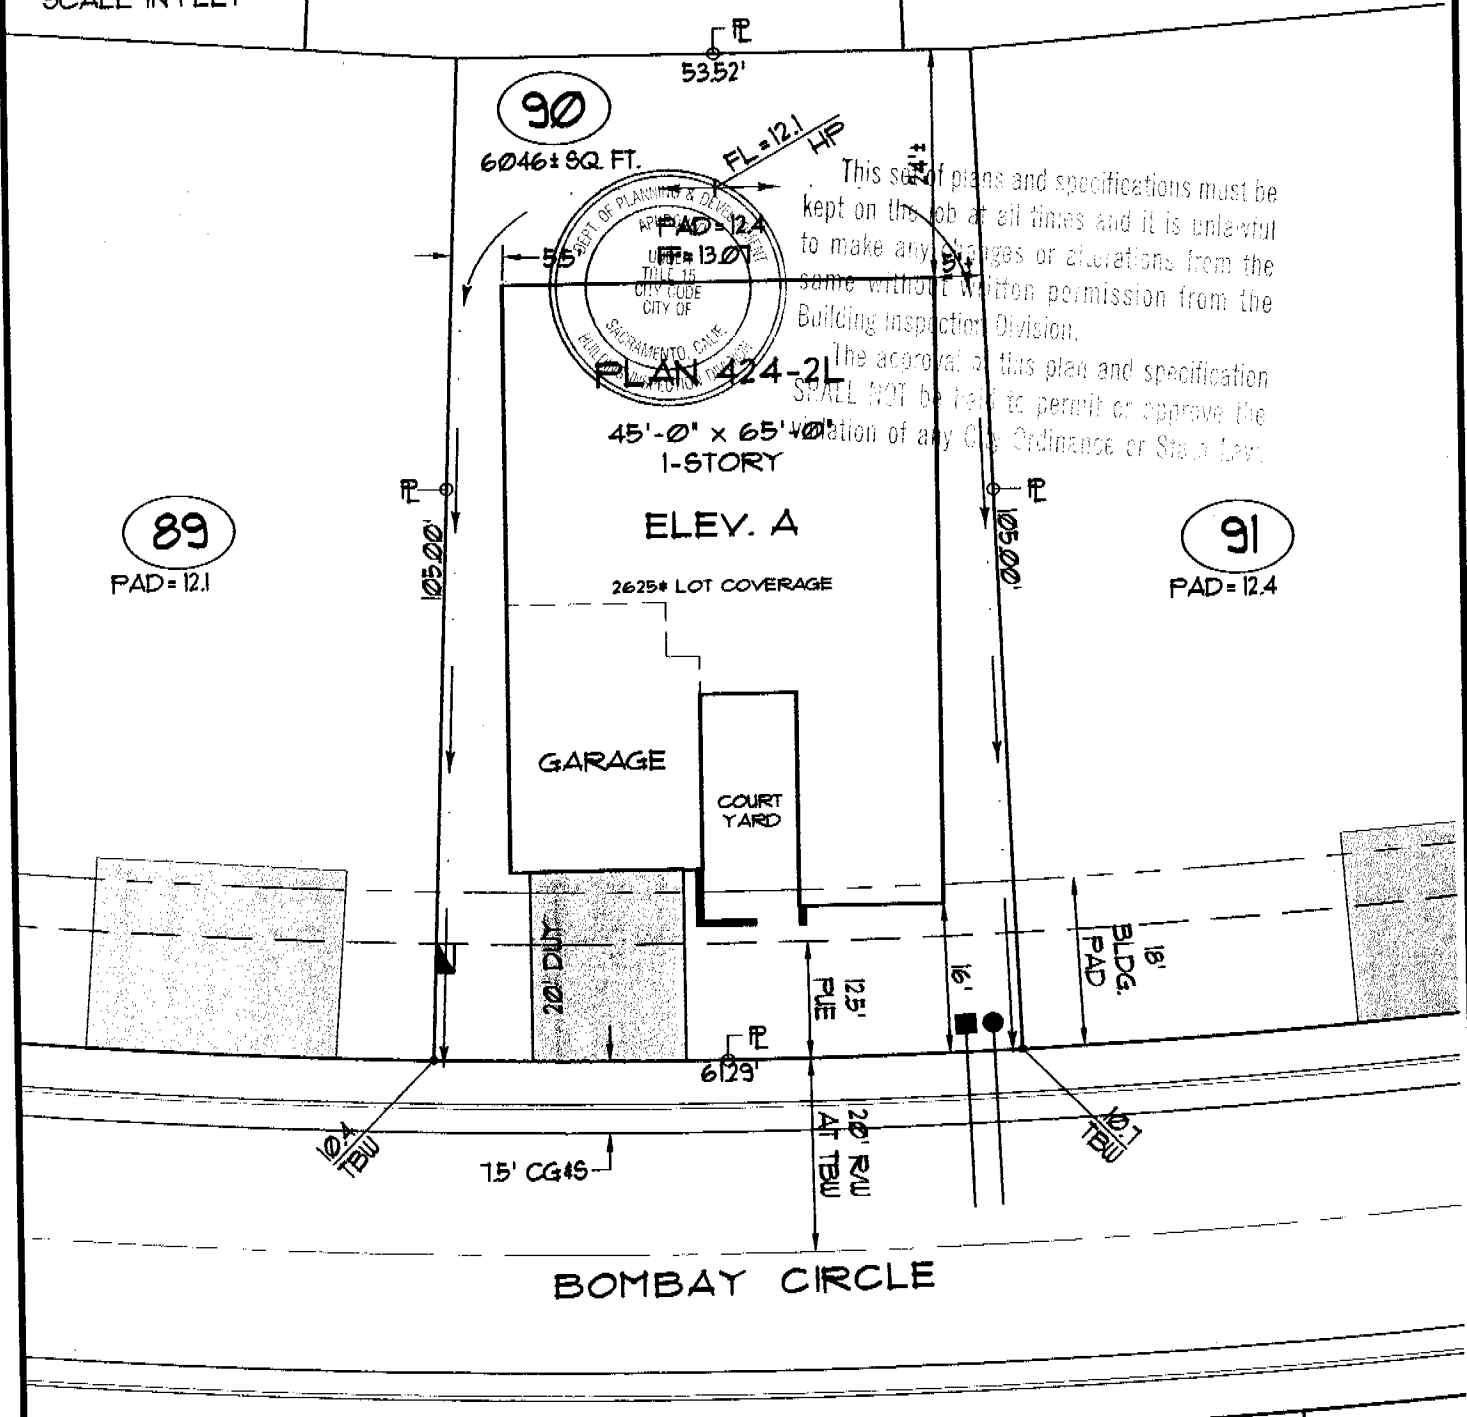 SCALE IN FEET
PL
53.52'
90
6046± SQ. FT.
FL = 12.1
HP
24'±
This set of plans and specifications must be
kept on the job at all times and it is unlawful
to make any changes or alterations from the
same without written permission from the
Building Inspection Division.
The approval of this plan and specification
SHALL NOT be held to permit or approve the
violation of any City Ordinance or State Law.
DEPT. OF PLANNING & DEVELOPMENT
PAD = 12.4
FF = 13.07
5.5'
5'±
UNDER
TITLE 15
CITY CODE
CITY OF
SACRAMENTO, CALIF.
BUILDING INSPECTION DIVISION
PLAN 424-2L
45'-0" x 65'-0"
1-STORY
PL
PL
ELEV. A
89
PAD = 12.1
105.00'
105.00'
91
PAD = 12.4
2625# LOT COVERAGE
GARAGE
COURT
YARD
20' DWY
12.5'
PUE
16'
18'
BLDG.
PAD
PL
61.29'
10.4
TBW
7.5' CG&S
20' R/W
AT TBW
10.7
TBW
BOMBAY CIRCLE